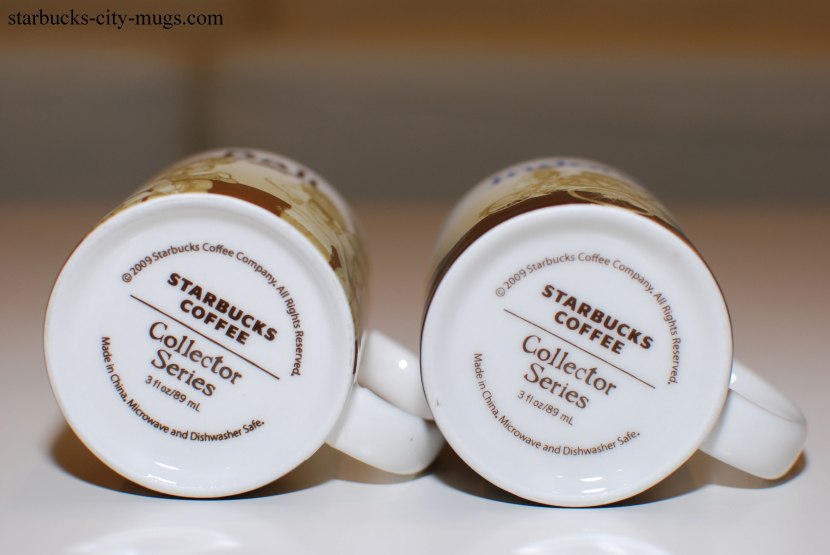 starbucks-city-mugs.com
© 2009 Starbucks Coffee Company. All Rights Reserved.
STARBUCKS
COFFEE
Collector
Series
3 fl oz/89 mL
Made in China, Microwave and Dishwasher Safe.
© 2009 Starbucks Coffee Company. All Rights Reserved.
STARBUCKS
COFFEE
Collector
Series
3 fl oz/89 mL
Made in China, Microwave and Dishwasher Safe.